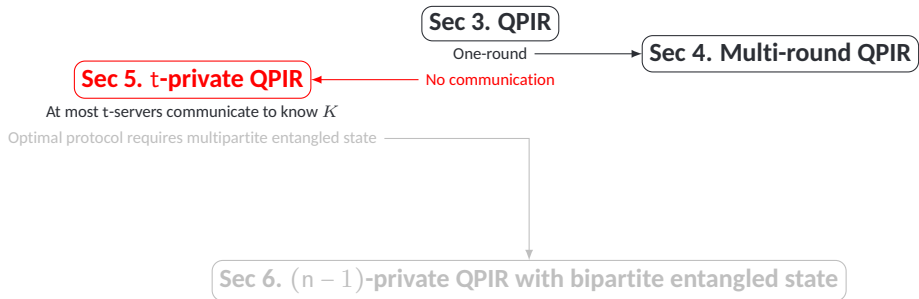 Sec 3. QPIR
One-round
Sec 4. Multi-round QPIR
Sec 5. t-private QPIR
No communication
At most t-servers communicate to know K
Optimal protocol requires multipartite entangled state
Sec 6. (n − 1)-private QPIR with bipartite entangled state